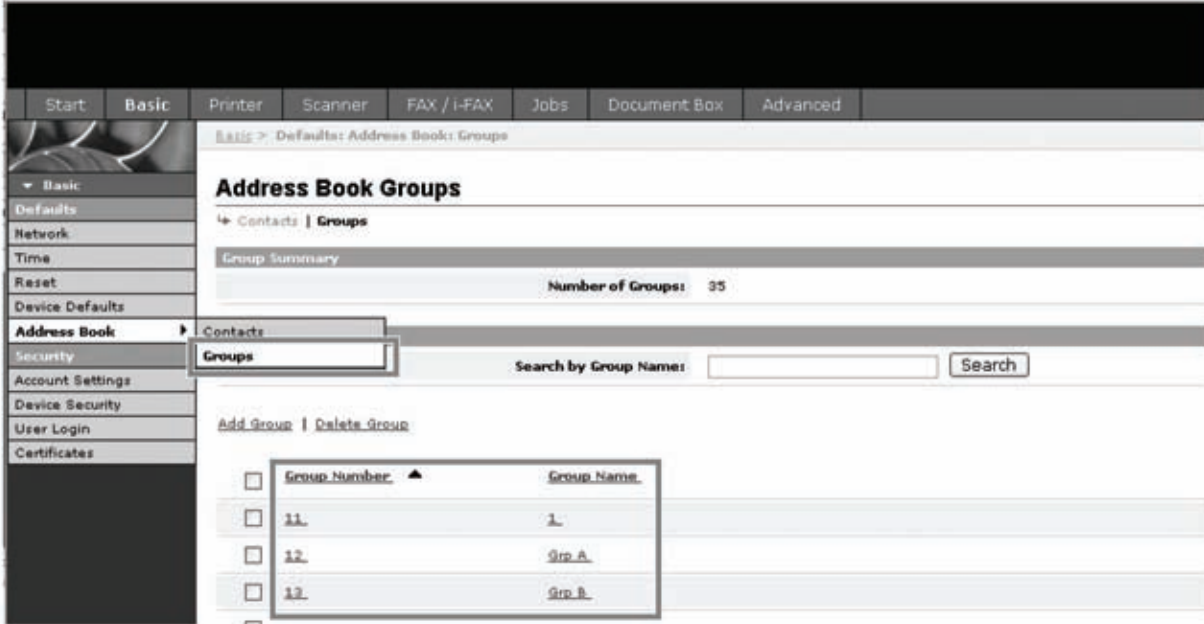 Start Basic Printer Scanner FAX / i-FAX Jobs Document Box Advanced
Basic > Defaults: Address Book: Groups
Basic
Defaults
Network
Time
Reset
Device Defaults
Address Book
Security
Account Settings
Device Security
User Login
Certificates
Contacts
Groups
Address Book Groups
Contacts | Groups
Group Summary
Number of Groups: 35
Search by Group Name: Search
Add Group | Delete Group
Group Number Group Name
11 1
12 Grp A
13 Grp B